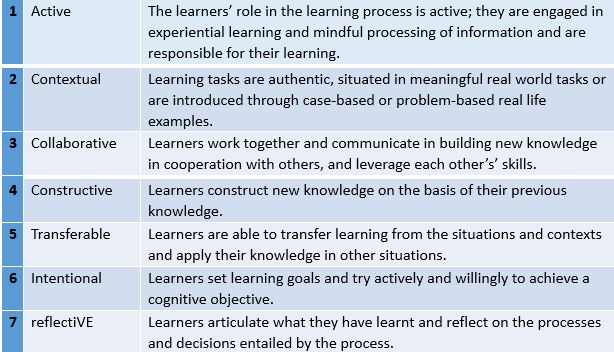 1 Active The learners’ role in the learning process is active; they are engaged in
experiential learning and mindful processing of information and are
responsible for their learning.
2 Contextual Learning tasks are authentic, situated in meaningful real world tasks or
are introduced through case-based or problem-based real life
examples.
3 Collaborative Learners work together and communicate in building new knowledge
in cooperation with others, and leverage each other’s’ skills.
4 Constructive Learners construct new knowledge on the basis of their previous
knowledge.
5 Transferable Learners are able to transfer learning from the situations and contexts
and apply their knowledge in other situations.
6 Intentional Learners set learning goals and try actively and willingly to achieve a
cognitive objective.
7 reflectiVE Learners articulate what they have learnt and reflect on the processes
and decisions entailed by the process.